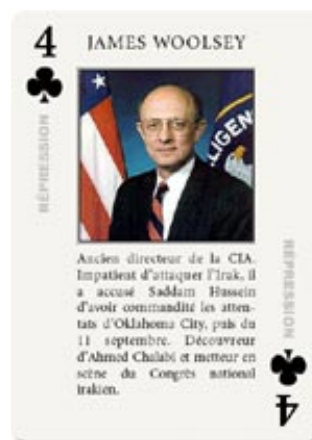 4
JAMES WOOLSEY
RÉPRESSION
LIGEN
Ancien directeur de la CIA.
Impatient d'attaquer l'Irak, il
a accusé Saddam Hussein
d'avoir commandité les atten-
tats d'Oklahoma City, puis du
11 septembre. Découvreur
d'Ahmed Chalabi et metteur en
scène du Congrès national
irakien.
RÉPRESSION
4